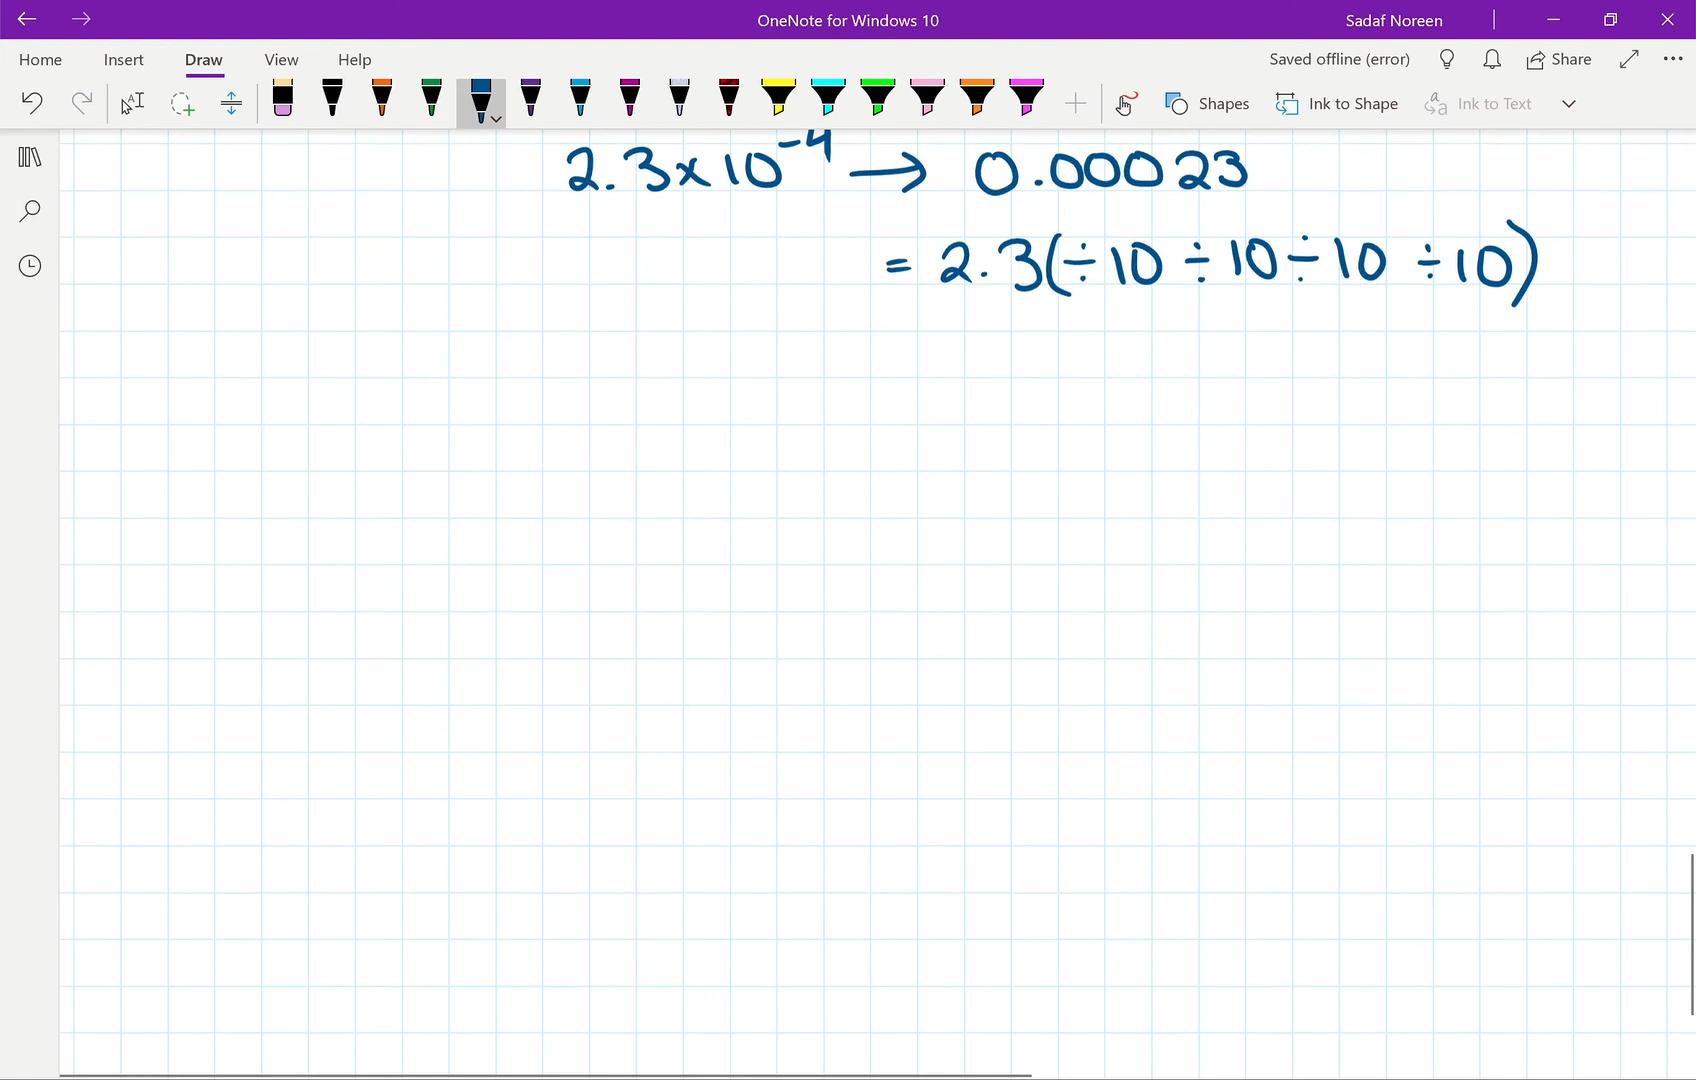 OneNote for Windows 10
Sadaf Noreen
Home Insert Draw View Help
Saved offline (error)
Share
Shapes
Ink to Shape
Ink to Text
2.3x10⁻⁴ → 0.00023
= 2.3(÷10 ÷10÷10 ÷10)